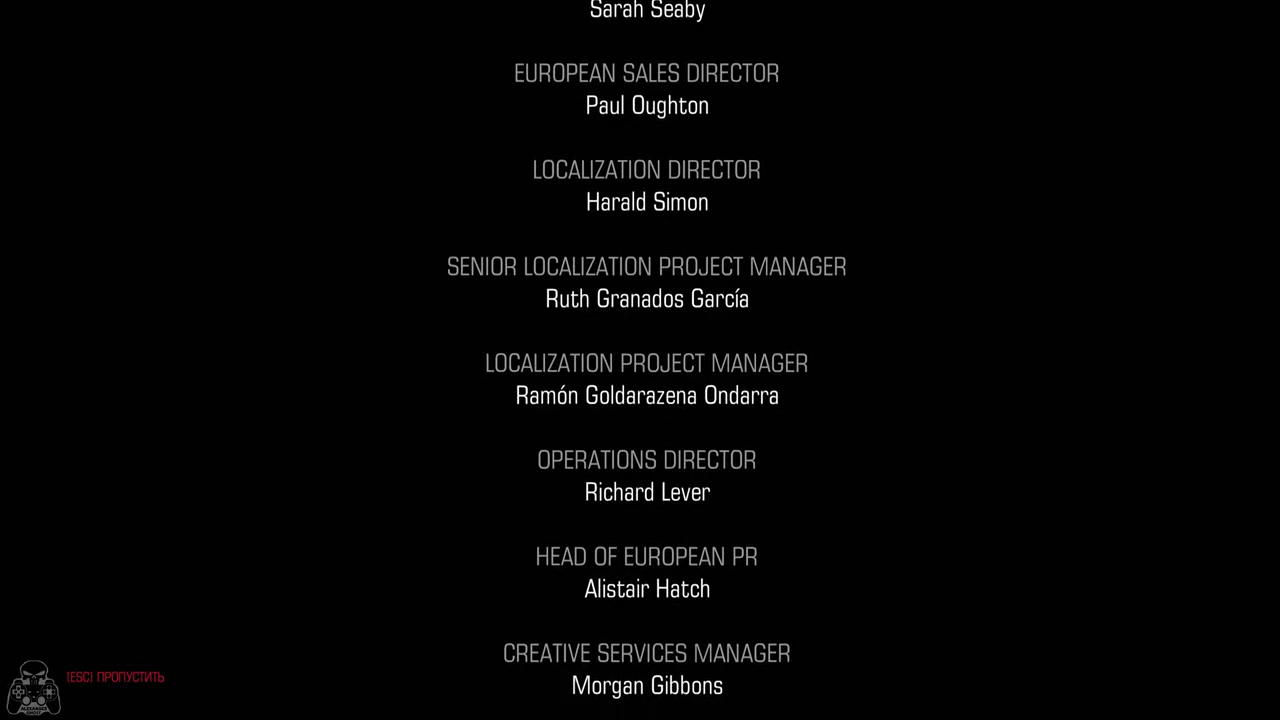 Sarah Seaby
EUROPEAN SALES DIRECTOR
Paul Oughton
LOCALIZATION DIRECTOR
Harald Simon
SENIOR LOCALIZATION PROJECT MANAGER
Ruth Granados García
LOCALIZATION PROJECT MANAGER
Ramón Goldarazena Ondarra
OPERATIONS DIRECTOR
Richard Lever
HEAD OF EUROPEAN PR
Alistair Hatch
CREATIVE SERVICES MANAGER
Morgan Gibbons
[ESC] ПРОПУСТИТЬ